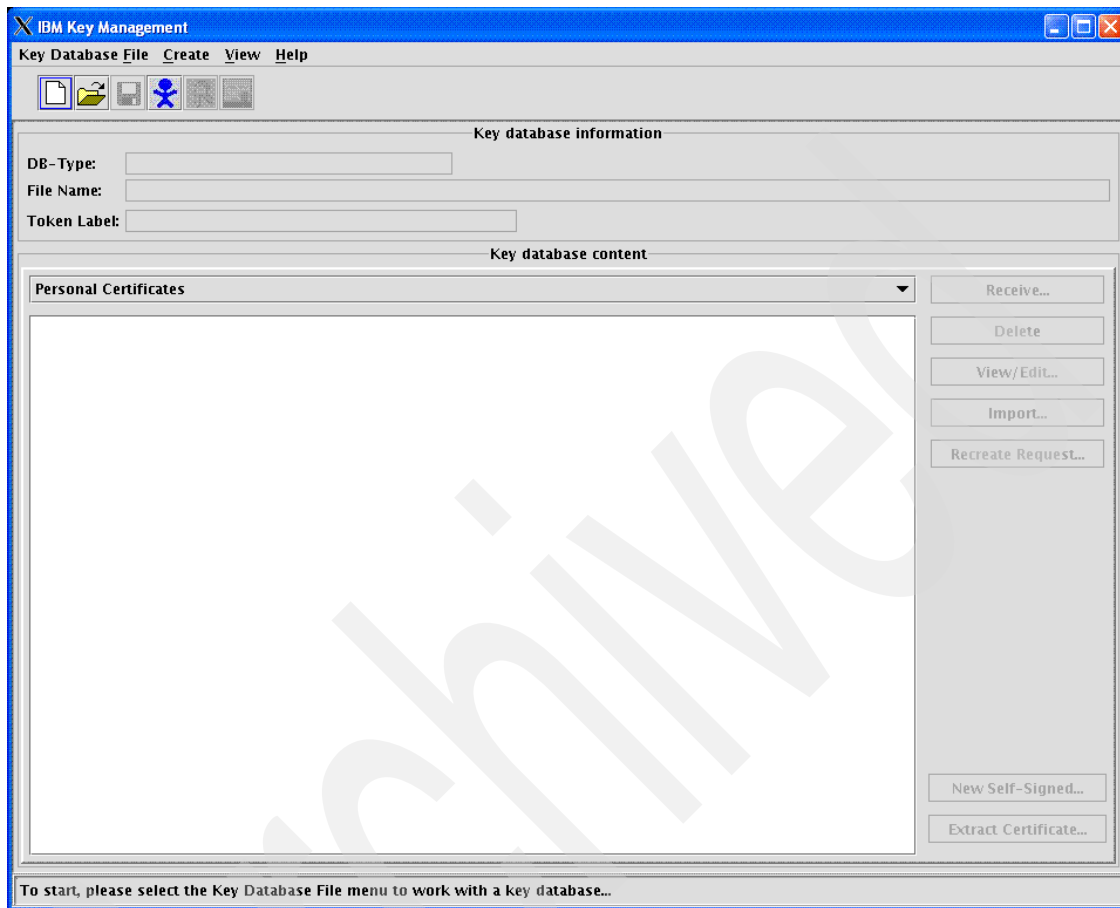 IBM Key Management
Key Database File Create View Help
Key database information
DB-Type:
File Name:
Token Label:
Key database content
Personal Certificates
Receive...
Delete
View/Edit...
Import...
Recreate Request...
New Self-Signed...
Extract Certificate...
To start, please select the Key Database File menu to work with a key database...